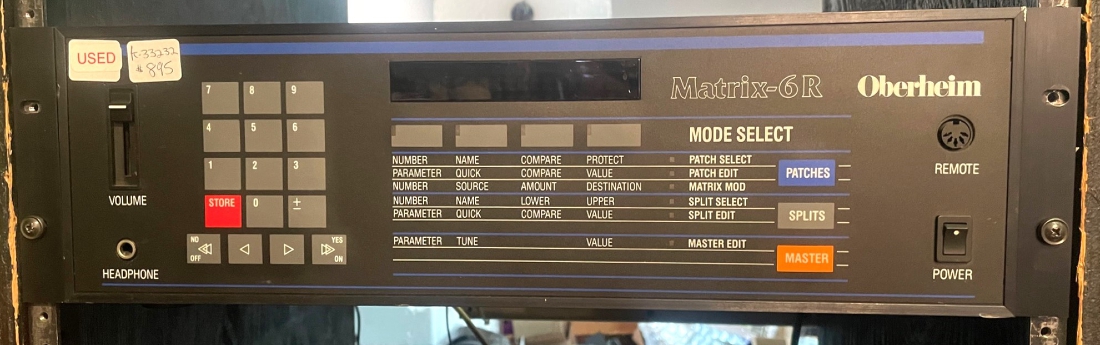 USED
K-33232
$895
Matrix-6R
Oberheim
7 8 9
4 5 6
1 2 3
STORE 0 ±
NO OFF
YES ON
VOLUME
HEADPHONE
MODE SELECT
NUMBER NAME COMPARE PROTECT PATCH SELECT
PARAMETER QUICK COMPARE VALUE PATCH EDIT
NUMBER SOURCE AMOUNT DESTINATION MATRIX MOD
NUMBER NAME LOWER UPPER SPLIT SELECT
PARAMETER QUICK COMPARE VALUE SPLIT EDIT
PARAMETER TUNE VALUE MASTER EDIT
PATCHES
SPLITS
MASTER
REMOTE
POWER